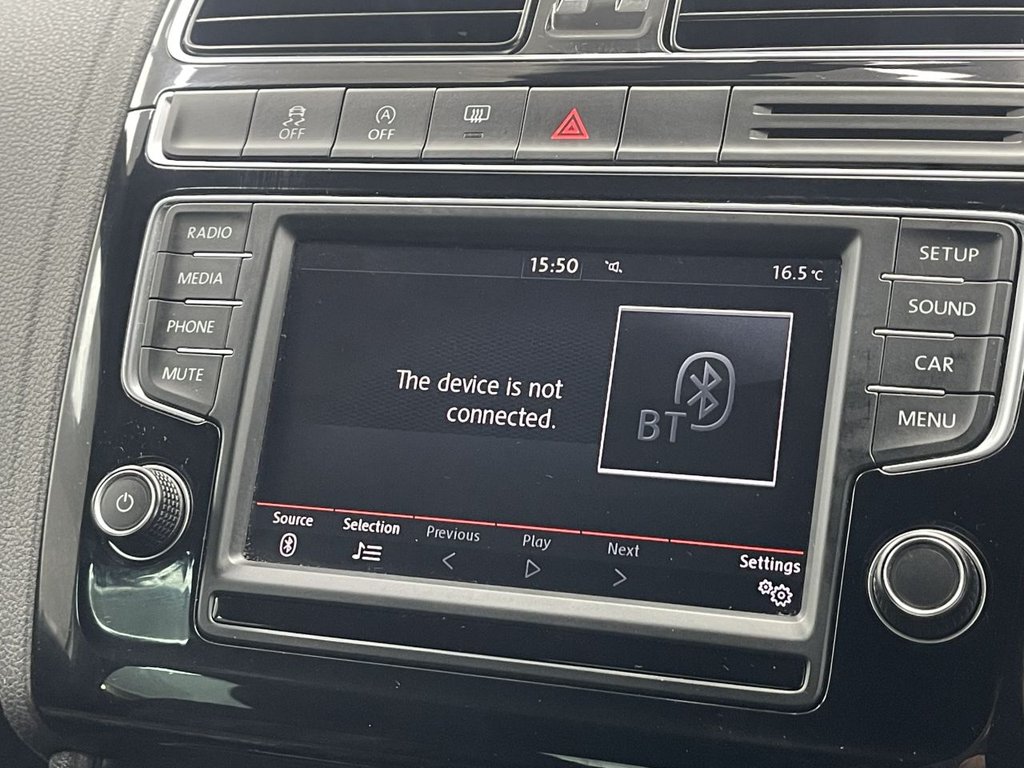 OFF
A
OFF
RADIO
MEDIA
PHONE
MUTE
15:50
16.5 °C
The device is not
connected.
BT
Source
Selection
Previous
Play
Next
Settings
SETUP
SOUND
CAR
MENU